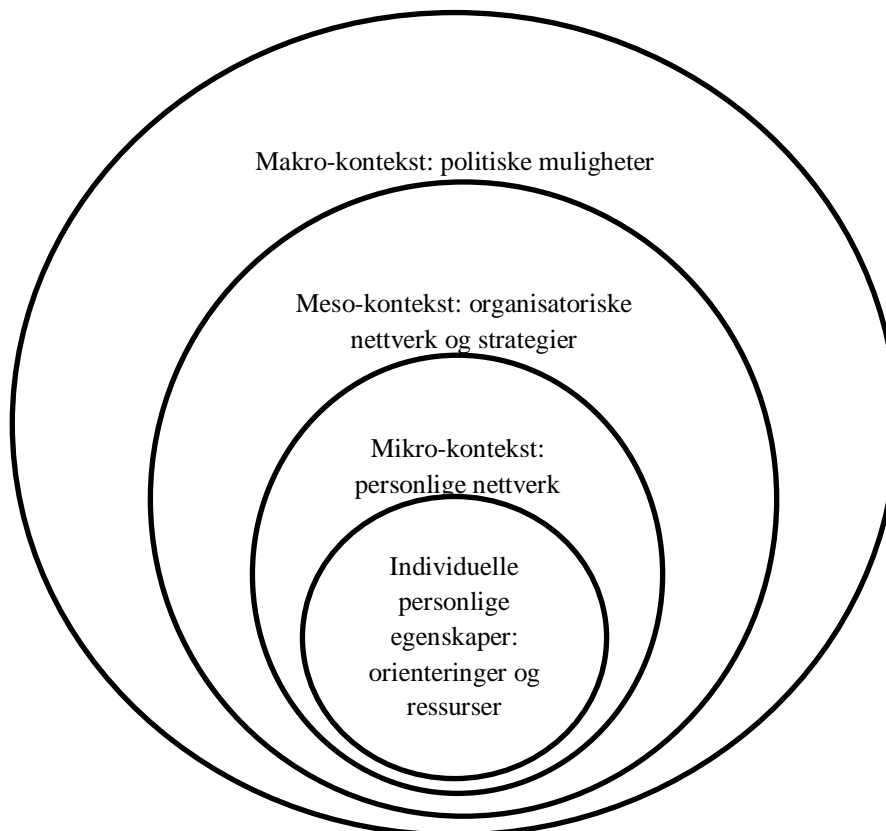 Makro-kontekst: politiske muligheter
Meso-kontekst: organisatoriske
nettverk og strategier
Mikro-kontekst:
personlige nettverk
Individuelle
personlige
egenskaper:
orienteringer og
ressurser